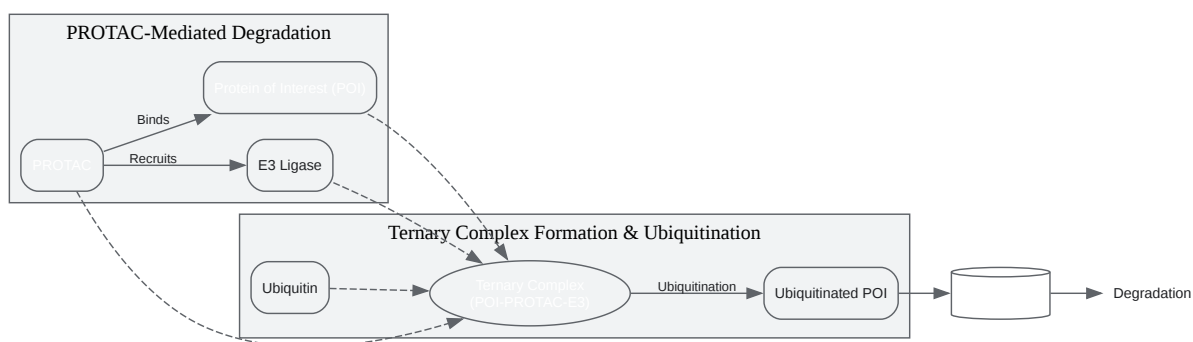 PROTAC-Mediated Degradation
Protein of Interest (POI)
Binds
PROTAC
Recruits
E3 Ligase
Ternary Complex Formation & Ubiquitination
Ubiquitin
Ternary Complex
(POI-PROTAC-E3)
Ubiquitination
Ubiquitinated POI
Degradation